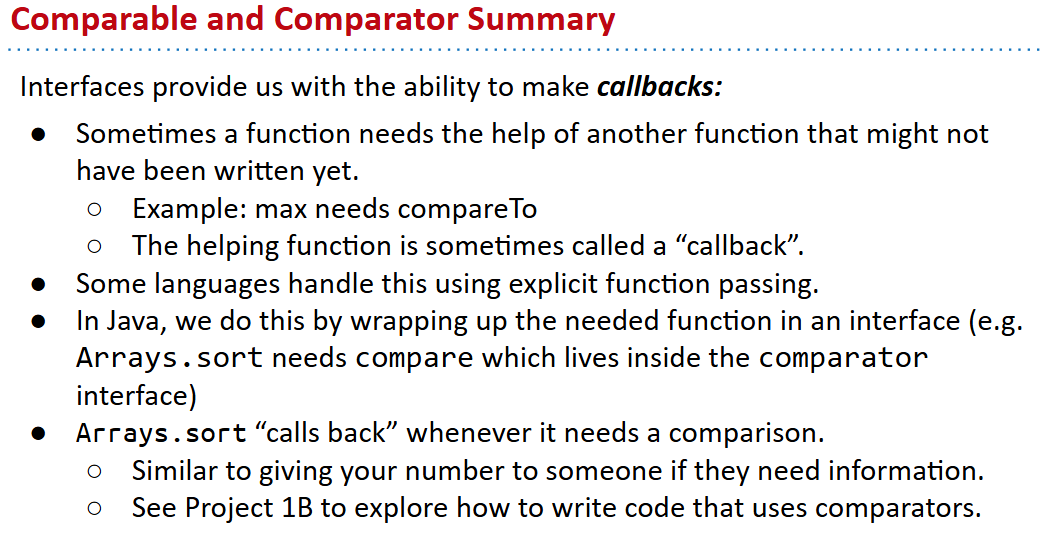 Comparable and Comparator Summary
Interfaces provide us with the ability to make callbacks:
● Sometimes a function needs the help of another function that might not
have been written yet.
○ Example: max needs compareTo
○ The helping function is sometimes called a “callback”.
● Some languages handle this using explicit function passing.
● In Java, we do this by wrapping up the needed function in an interface (e.g.
Arrays.sort needs compare which lives inside the comparator
interface)
● Arrays.sort “calls back” whenever it needs a comparison.
○ Similar to giving your number to someone if they need information.
○ See Project 1B to explore how to write code that uses comparators.